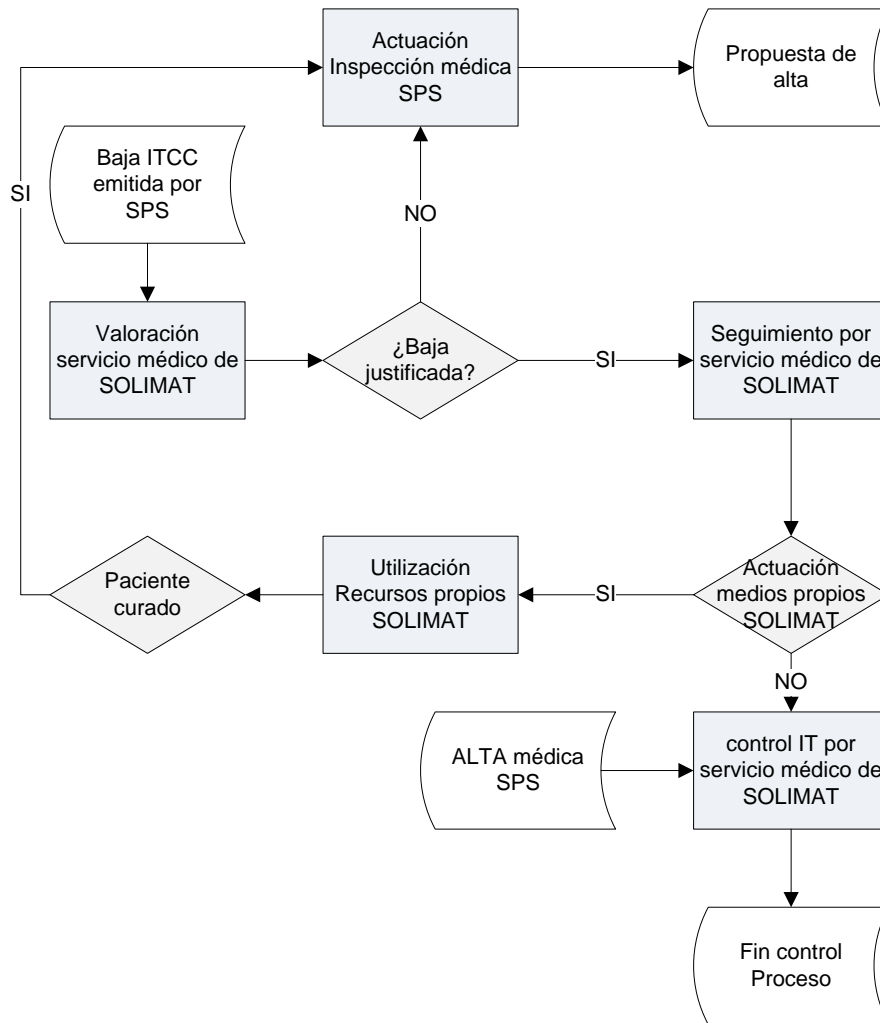 Actuación
Inspección médica
SPS
Propuesta de
alta
Baja ITCC
emitida por
SPS
SI
NO
Valoración
servicio médico de
SOLIMAT
¿Baja
justificada?
SI
Seguimiento por
servicio médico de
SOLIMAT
Paciente
curado
Utilización
Recursos propios
SOLIMAT
SI
Actuación
medios propios
SOLIMAT
NO
ALTA médica
SPS
control IT por
servicio médico de
SOLIMAT
Fin control
Proceso